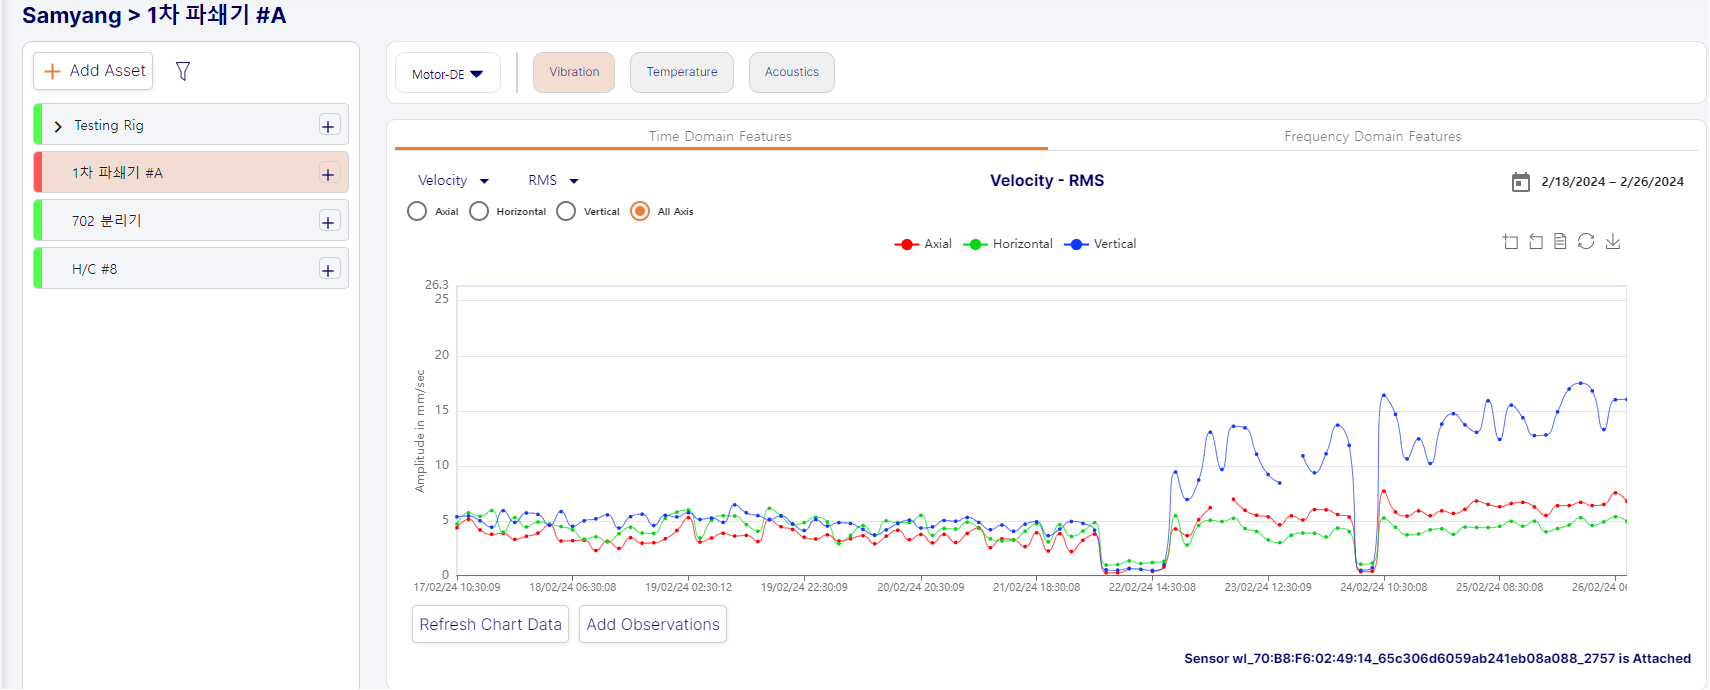 Samyang > 1차 파쇄기 #A
Add Asset
Testing Rig
1차 파쇄기 #A
702 분리기
H/C #8
Motor-DE
Vibration
Temperature
Acoustics
Time Domain Features
Frequency Domain Features
Velocity
RMS
Velocity - RMS
2/18/2024 – 2/26/2024
Axial
Horizontal
Vertical
All Axis
Axial
Horizontal
Vertical
Amplitude in mm/sec
26.3
25
20
15
10
5
0
17/02/24 10:30:09
18/02/24 06:30:08
19/02/24 02:30:12
19/02/24 22:30:09
20/02/24 20:30:09
21/02/24 18:30:08
22/02/24 14:30:08
23/02/24 12:30:09
24/02/24 10:30:08
25/02/24 08:30:08
26/02/24
Refresh Chart Data
Add Observations
Sensor wl_70:B8:F6:02:49:14_65c306d6059ab241eb08a088_2757 is Attached